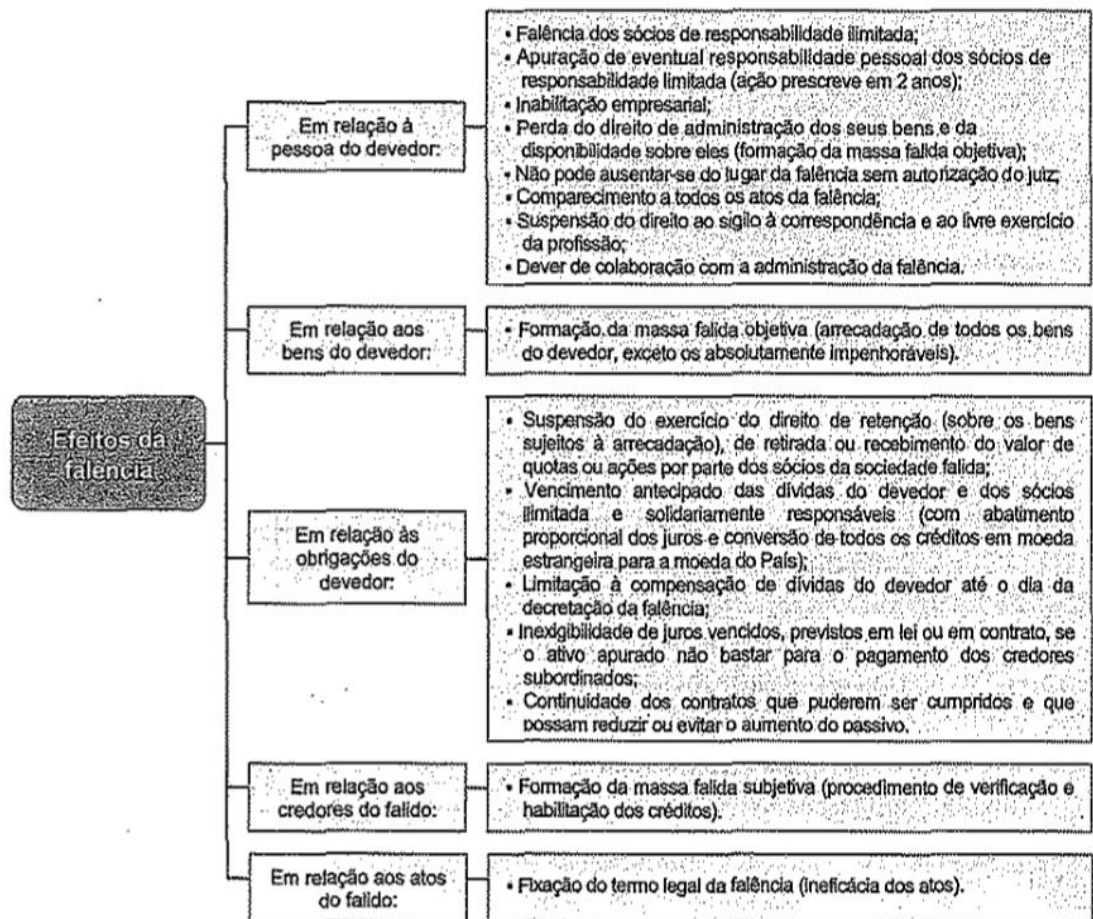 Efeitos da
falência
Em relação à
pessoa do devedor:
• Falência dos sócios de responsabilidade ilimitada;
• Apuração de eventual responsabilidade pessoal dos sócios de
responsabilidade limitada (ação prescreve em 2 anos);
• Inabilitação empresarial;
• Perda do direito de administração dos seus bens e da
disponibilidade sobre eles (formação da massa falida objetiva);
• Não pode ausentar-se do lugar da falência sem autorização do juiz;
• Comparecimento a todos os atos da falência;
• Suspensão do direito ao sigilo à correspondência e ao livre exercício
da profissão;
• Dever de colaboração com a administração da falência.
Em relação aos
bens do devedor:
• Formação da massa falida objetiva (arrecadação de todos os bens
do devedor, exceto os absolutamente impenhoráveis).
Em relação às
obrigações do
devedor:
• Suspensão do exercício do direito de retenção (sobre os bens
sujeitos à arrecadação), de retirada ou recebimento do valor de
quotas ou ações por parte dos sócios da sociedade falida;
• Vencimento antecipado das dívidas do devedor e dos sócios
ilimitada e solidariamente responsáveis (com abatimento
proporcional dos juros e conversão de todos os créditos em moeda
estrangeira para a moeda do País);
• Limitação à compensação de dívidas do devedor até o dia da
decretação da falência;
• Inexigibilidade de juros vencidos, previstos em lei ou em contrato, se
o ativo apurado não bastar para o pagamento dos credores
subordinados;
• Continuidade dos contratos que puderem ser cumpridos e que
possam reduzir ou evitar o aumento do passivo.
Em relação aos
credores do falido:
• Formação da massa falida subjetiva (procedimento de verificação e
habilitação dos créditos).
Em relação aos atos
do falido:
• Fixação do termo legal da falência (ineficácia dos atos).